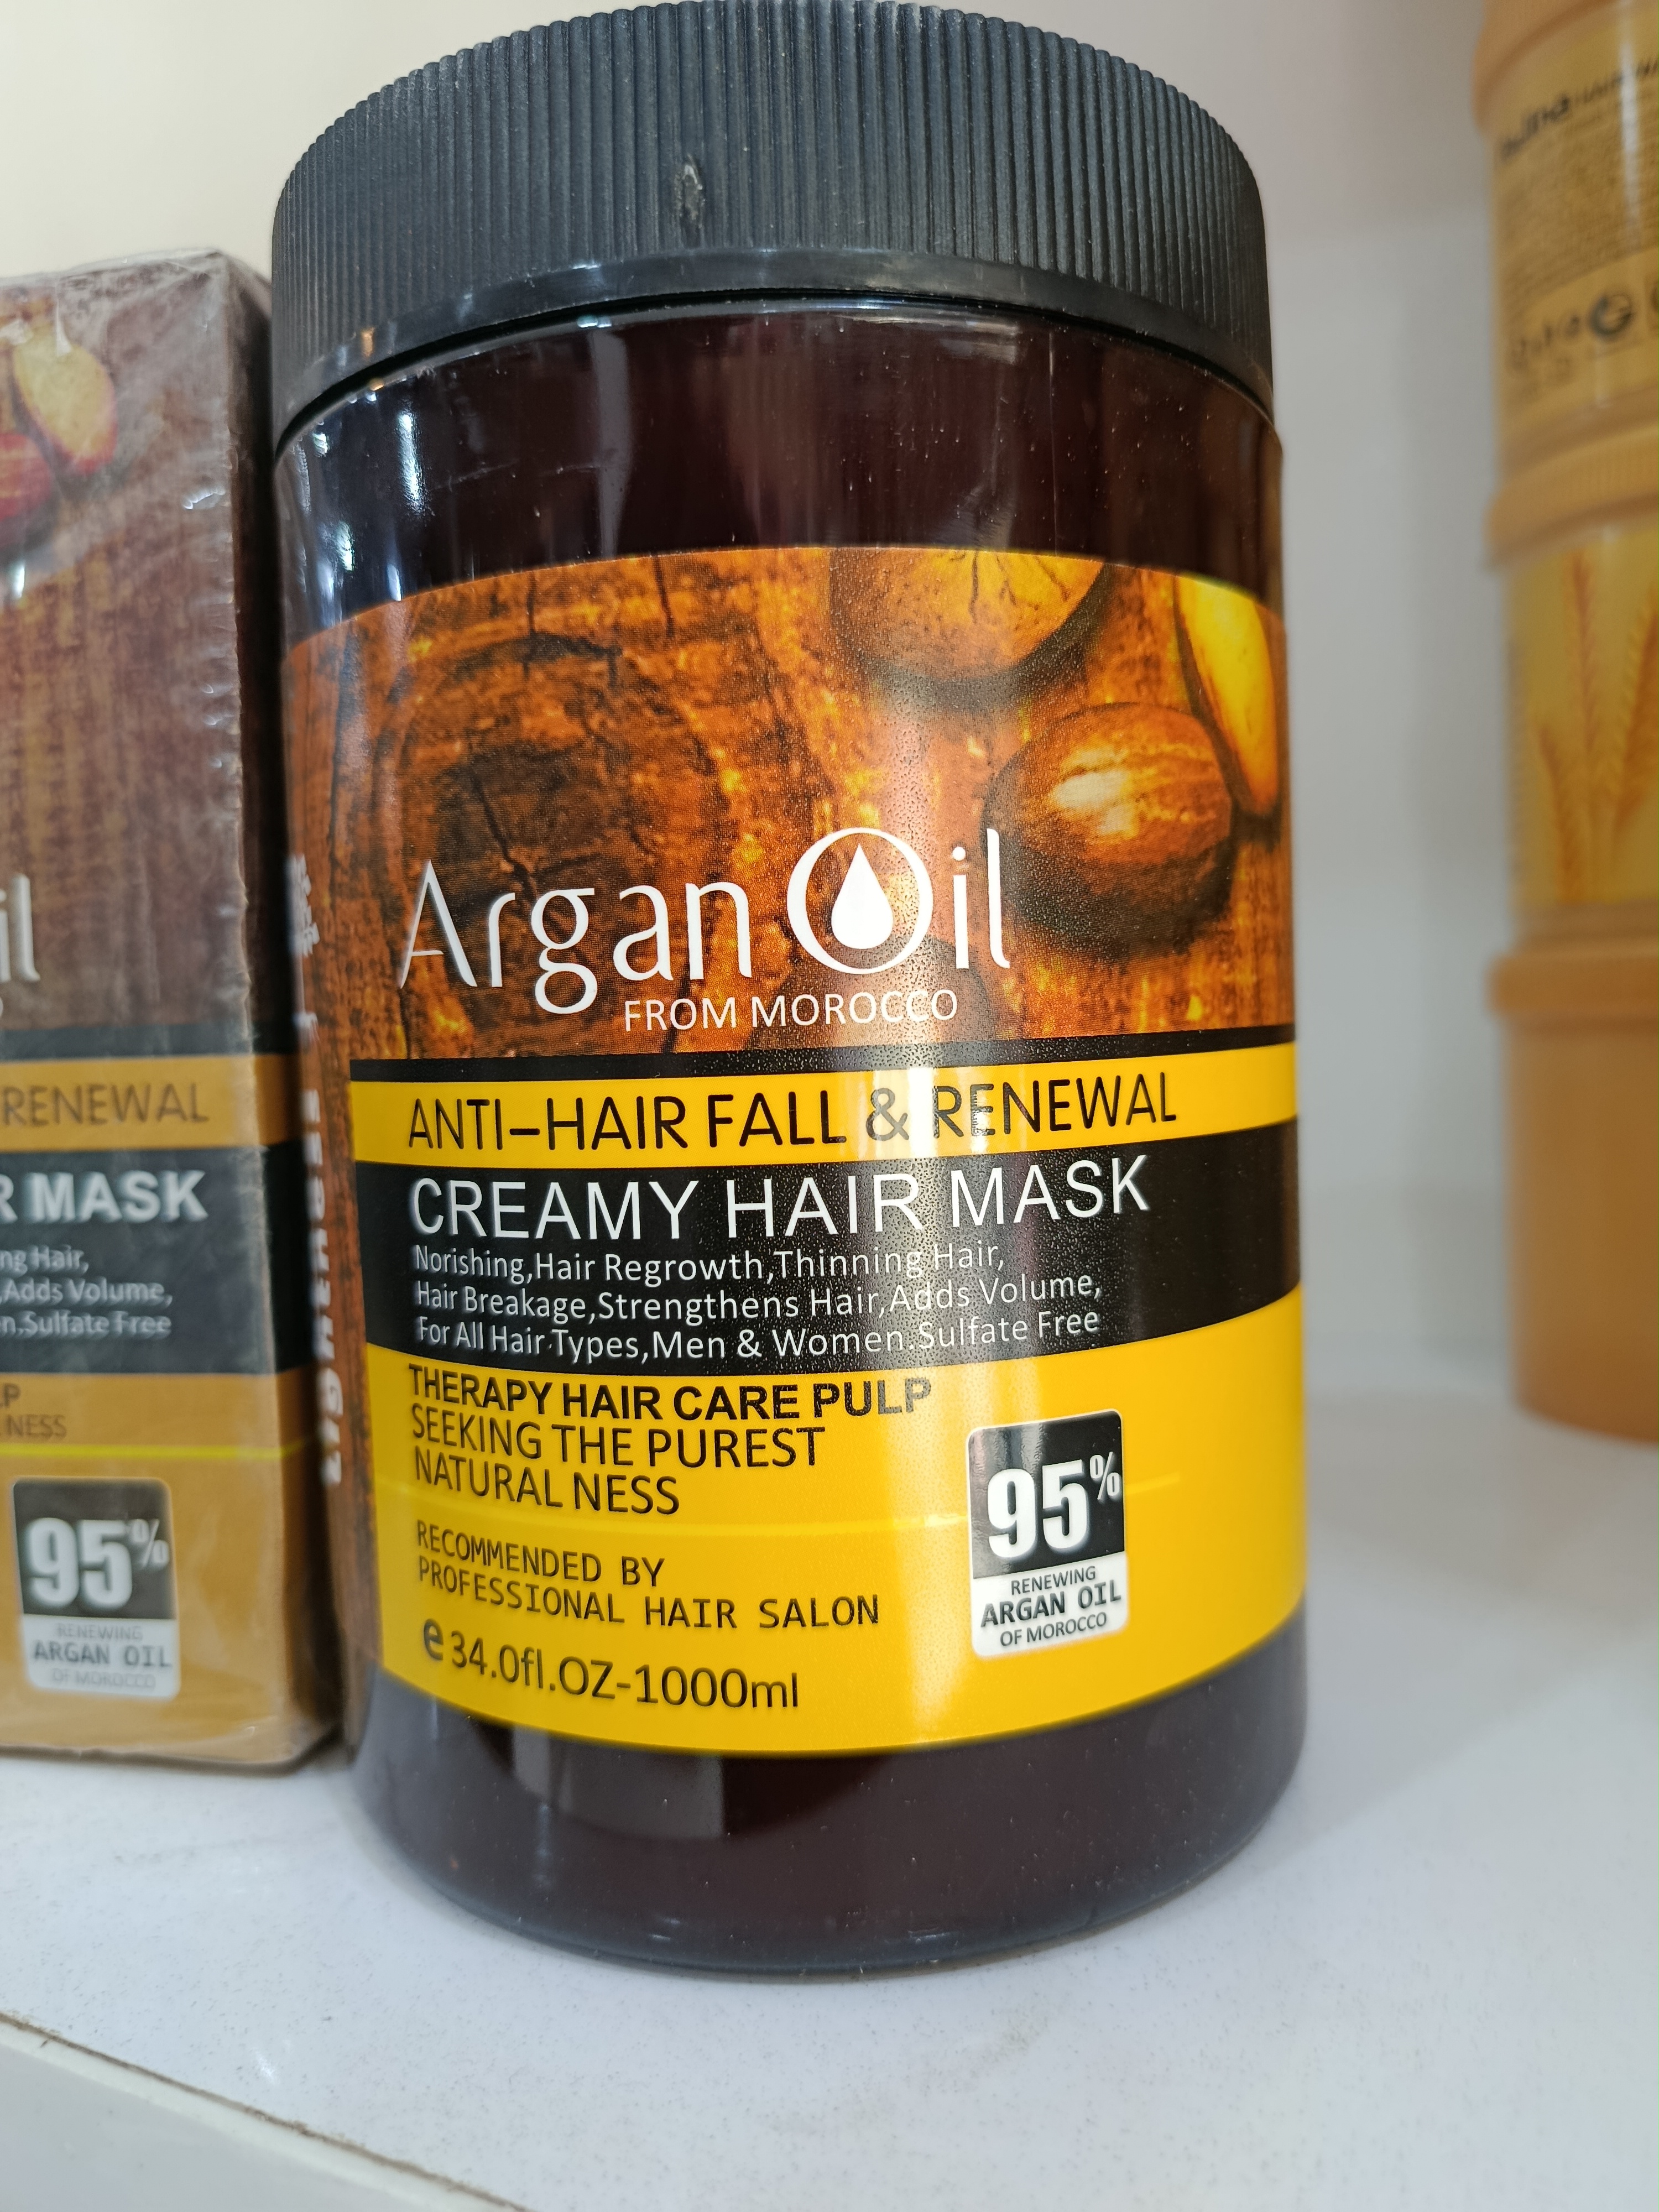 Argan Oil
FROM MOROCCO
ANTI-HAIR FALL & RENEWAL
CREAMY HAIR MASK
Norishing,Hair Regrowth,Thinning Hair,
Hair Breakage,Strengthens Hair,Adds Volume,
For All Hair Types,Men & Women.Sulfate Free
THERAPY HAIR CARE PULP
SEEKING THE PUREST
NATURAL NESS
RECOMMENDED BY
PROFESSIONAL HAIR SALON
e 34.0fl.OZ-1000ml
95%
RENEWING
ARGAN OIL
OF MOROCCO
RENEWAL
MASK
Hair,
,Adds Volume,
.Sulfate Free
NESS
95%
RENEWING
ARGAN OIL
OF MOROCCO